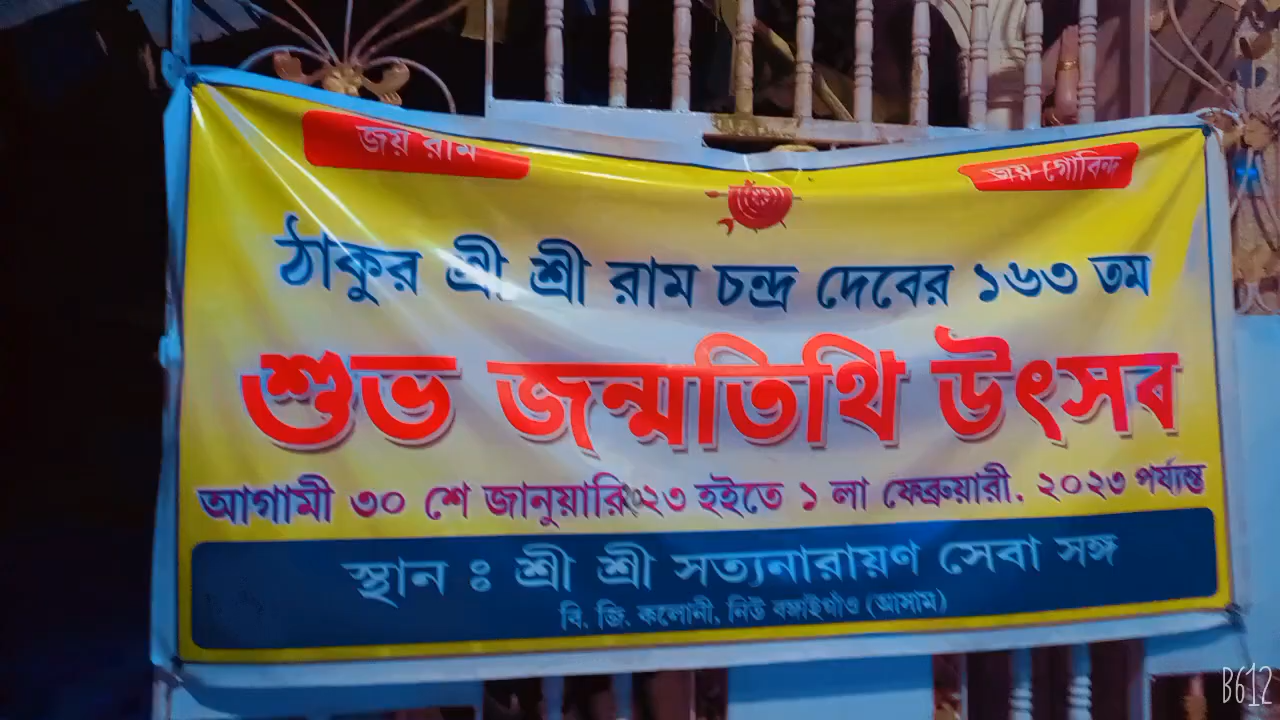 জয় রাম
জয় গোবিন্দ
ঠাকুর শ্রী শ্রী রাম চন্দ্র দেবের ১৬৩ তম
শুভ জন্মতিথি উৎসব
আগামী ৩০ শে জানুয়ারি২০২৩ হইতে ১ লা ফেব্রুয়ারী. ২০২৩ পর্য্যন্ত
স্থান ঃ শ্রী শ্রী সত্যনারায়ণ সেবা সঙ্গ
বি. জি. কলোনী, নিউ বঙ্গাইগাঁও (আসাম)
B612